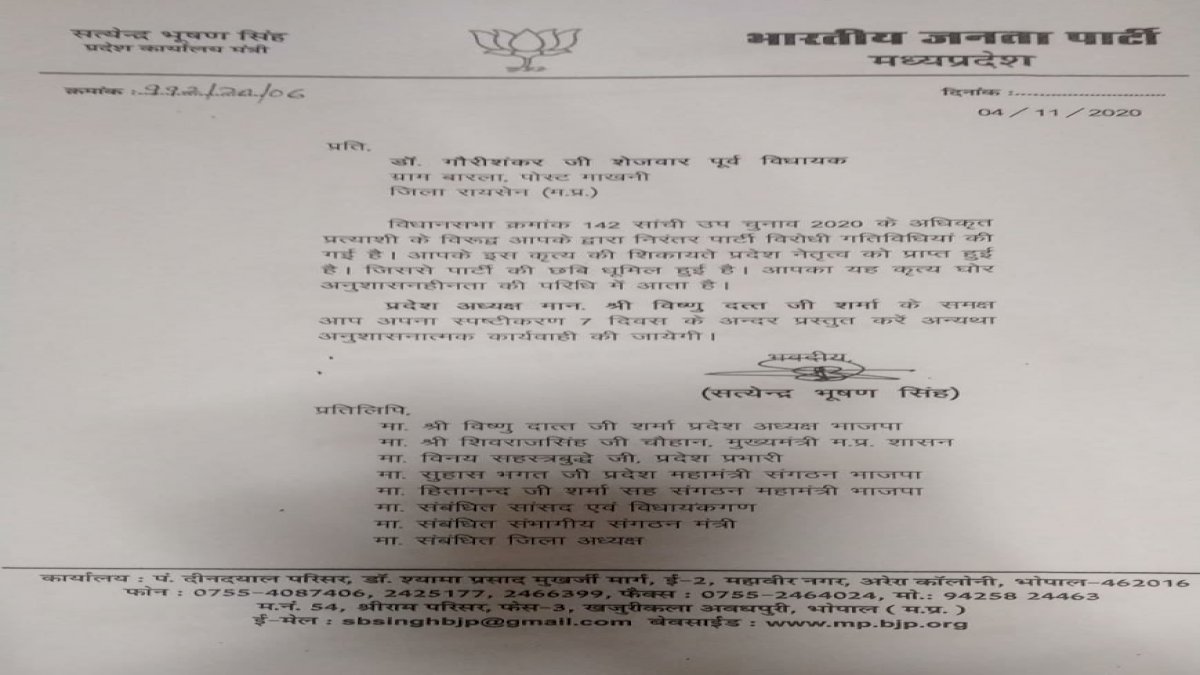 सत्येन्द्र भूषण सिंह
प्रदेश कार्यालय मंत्री
भारतीय जनता पार्टी
मध्यप्रदेश
क्रमांक :
दिनांक :
04 / 11 / 2020
प्रति,
डॉ. गौरीशंकर जी शेजवार पूर्व विधायक
ग्राम बारला, पोस्ट माखनी
जिला रायसेन (म.प्र.)
विधानसभा क्रमांक 142 सांची उप चुनाव 2020 के अधिकृत
प्रत्याशी के विरूद्ध आपके द्वारा निरंतर पार्टी विरोधी गतिविधियां की
गई है। आपके इस कृत्य की शिकायते प्रदेश नेतृत्व को प्राप्त हुई
है। जिससे पार्टी की छबि धूमिल हुई है। आपका यह कृत्य घोर
अनुशासनहीनता की परिधि में आता है।
प्रदेश अध्यक्ष मान. श्री विष्णु दत्त जी शर्मा के समक्ष
आप अपना स्पष्टीकरण 7 दिवस के अन्दर प्रस्तुत करें अन्यथा
अनुशासनात्मक कार्यवाही की जायेगी।
भवदीय,
(सत्येन्द्र भूषण सिंह)
प्रतिलिपि,
मा. श्री विष्णु दात्त जी शर्मा प्रदेश अध्यक्ष भाजपा
मा. श्री शिवराजसिंह जी चौहान, मुख्यमंत्री म.प्र. शासन
मा. विनय सहस्त्रबुद्धे जी, प्रदेश प्रभारी
मा. सुहास भगत जी प्रदेश महामंत्री संगठन भाजपा
मा. हितानन्द जी शर्मा सह संगठन महामंत्री भाजपा
मा. संबंधित सांसद एवं विधायकगण
मा. संबंधित संभागीय संगठन मंत्री
मा. संबंधित जिला अध्यक्ष
कार्यालय : पं. दीनदयाल परिसर, डॉ. श्यामा प्रसाद मुखर्जी मार्ग, ई-2, महावीर नगर, अरेरा कॉलोनी, भोपाल-462016
फोन : 0755-4087406, 2425177, 2466399, फैक्स : 0755-2464024, मो.: 94258 24463
म.नं. 54, श्रीराम परिसर, फेस-3, खजुरीकला अवधपुरी, भोपाल ( म.प्र. )
ई-मेल : sbsinghbjp@gmail.com बेवसाईड : www.mp.bjp.org